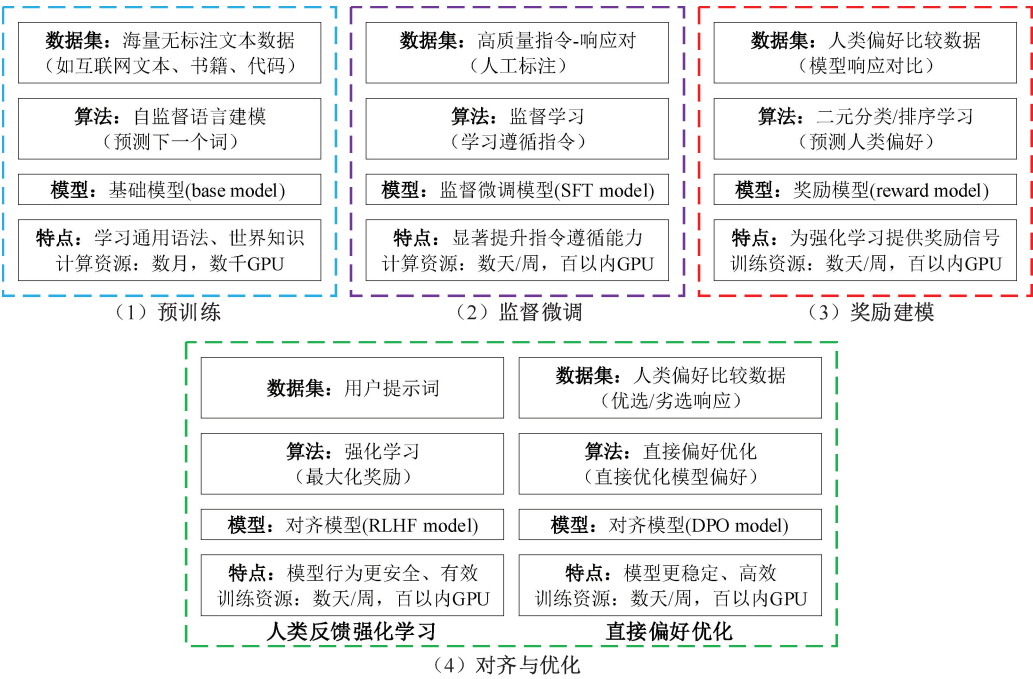 数据集：海量无标注文本数据
（如互联网文本、书籍、代码）
算法：自监督语言建模
（预测下一个词）
模型：基础模型(base model)
特点：学习通用语法、世界知识
计算资源：数月，数千GPU
（1）预训练
数据集：高质量指令-响应对
（人工标注）
算法：监督学习
（学习遵循指令）
模型：监督微调模型(SFT model)
特点：显著提升指令遵循能力
计算资源：数天/周，百以内GPU
（2）监督微调
数据集：人类偏好比较数据
（模型响应对比）
算法：二元分类/排序学习
（预测人类偏好）
模型：奖励模型(reward model)
特点：为强化学习提供奖励信号
训练资源：数天/周，百以内GPU
（3）奖励建模
数据集：用户提示词
算法：强化学习
（最大化奖励）
模型：对齐模型(RLHF model)
特点：模型行为更安全、有效
训练资源：数天/周，百以内GPU
人类反馈强化学习
数据集：人类偏好比较数据
（优选/劣选响应）
算法：直接偏好优化
（直接优化模型偏好）
模型：对齐模型(DPO model)
特点：模型更稳定、高效
训练资源：数天/周，百以内GPU
直接偏好优化
（4）对齐与优化